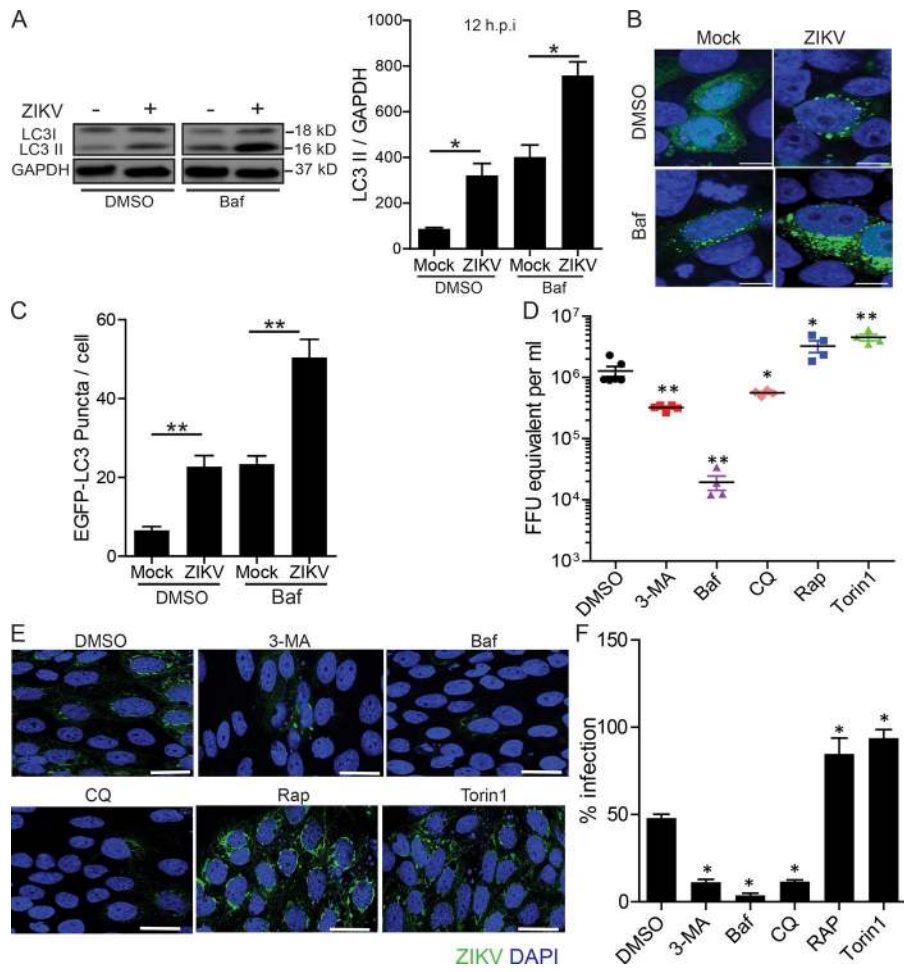 A
12 h.p.i
ZIKV - + - +
LC3I
LC3 II
GAPDH
18 kD
16 kD
37 kD
DMSO Baf
LC3 II / GAPDH
1000
800
600
400
200
0
*
*
Mock ZIKV Mock ZIKV
DMSO Baf
B
Mock ZIKV
DMSO
Baf
C
EGFP-LC3 Puncta / cell
60
40
20
0
**
**
Mock ZIKV Mock ZIKV
DMSO Baf
D
FFU equivalent per ml
10⁷
10⁶
10⁵
10⁴
10³
** ** * * **
DMSO 3-MA Baf CQ Rap Torin1
E
DMSO 3-MA Baf
CQ Rap Torin1
ZIKV DAPI
F
% infection
150
100
50
0
* * * * *
DMSO 3-MA Baf CQ RAP Torin1